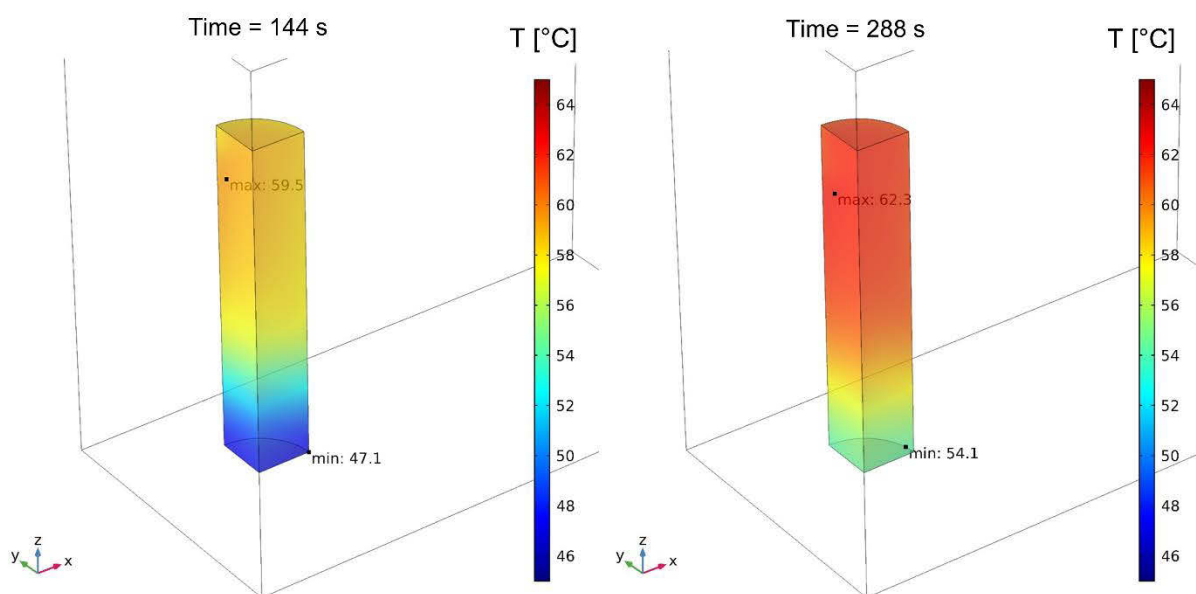 Time = 144 s
T [°C]
64
62
60
58
56
54
52
50
48
46
max: 59.5
min: 47.1
z
y
x
Time = 288 s
T [°C]
64
62
60
58
56
54
52
50
48
46
max: 62.3
min: 54.1
z
y
x